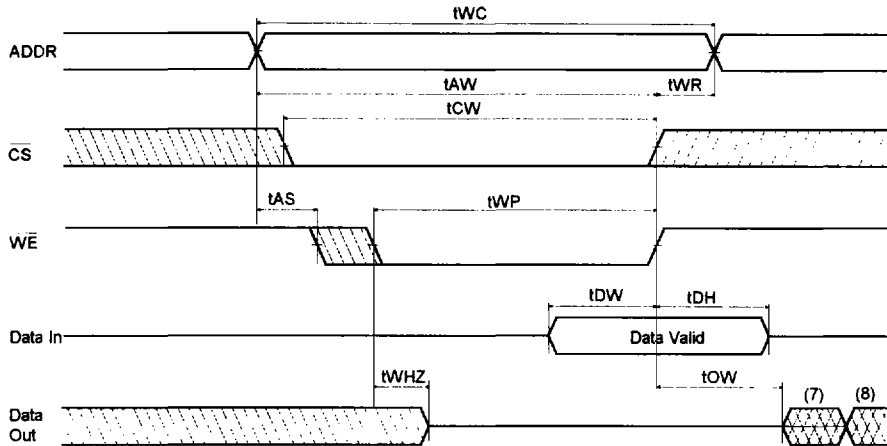 tWC
ADDR
tAW
tWR
tCW
CS
tAS
tWP
WE
tDW
tDH
Data In
Data Valid
tWHZ
tOW
Data
Out
(7)
(8)